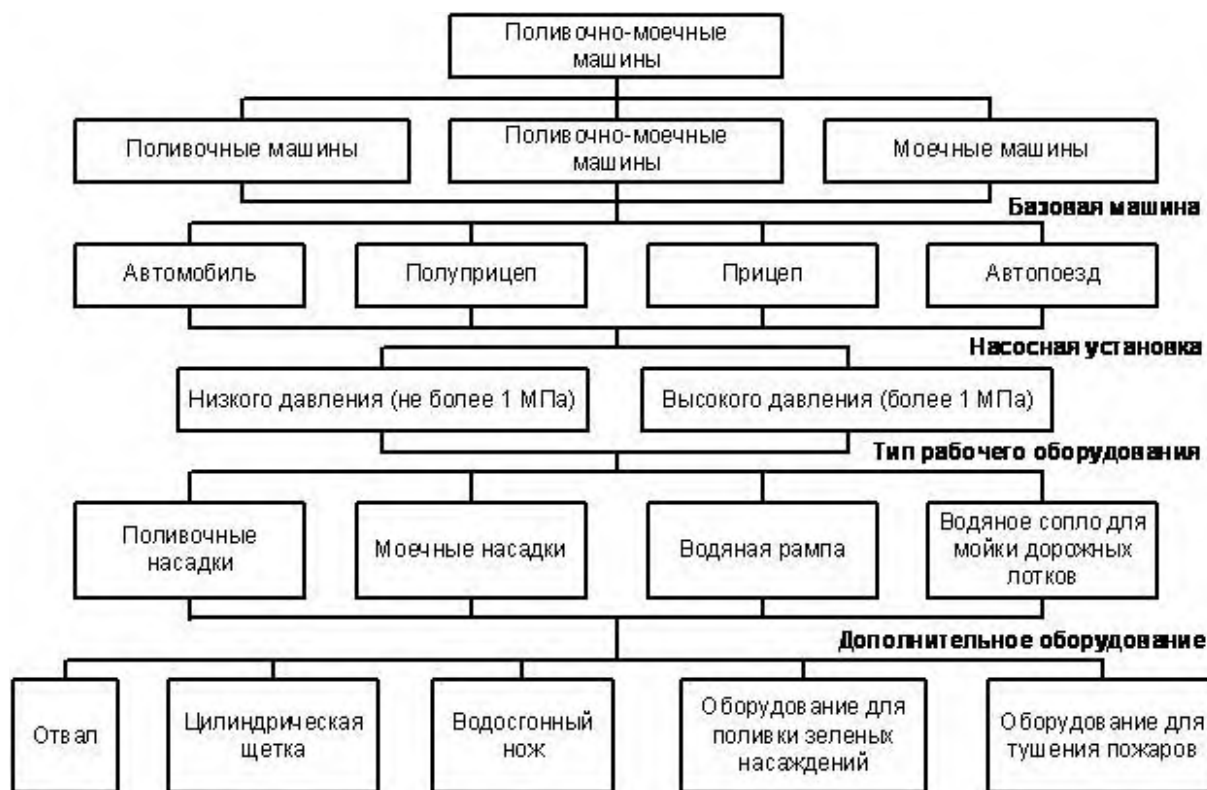 Поливочно-моечные
машины
Поливочные машины
Поливочно-моечные
машины
Моечные машины
Базовая машина
Автомобиль
Полуприцеп
Прицеп
Автопоезд
Насосная установка
Низкого давления (не более 1 МПа)
Высокого давления (более 1 МПа)
Тип рабочего оборудования
Поливочные
насадки
Моечные насадки
Водяная рампа
Водяное сопло для
мойки дорожных
лотков
Дополнительное оборудование
Отвал
Цилиндрическая
щетка
Водосгонный
нож
Оборудование для
поливки зеленых
насаждений
Оборудование для
тушения пожаров